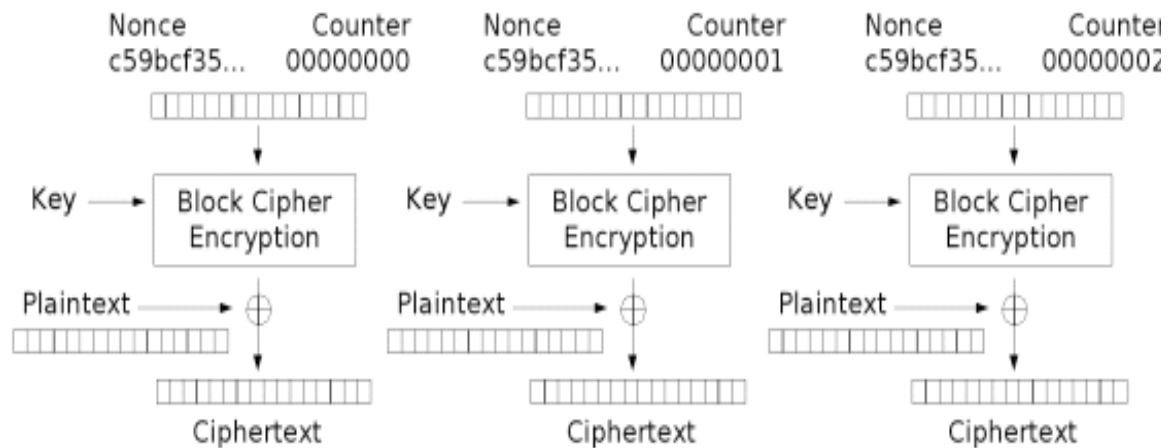 Nonce Counter Nonce Counter Nonce Counter
c59bcf35... 00000000 c59bcf35... 00000001 c59bcf35... 00000002
Key Block Cipher Key Block Cipher Key Block Cipher
Encryption Encryption Encryption
Plaintext Plaintext Plaintext
Ciphertext Ciphertext Ciphertext